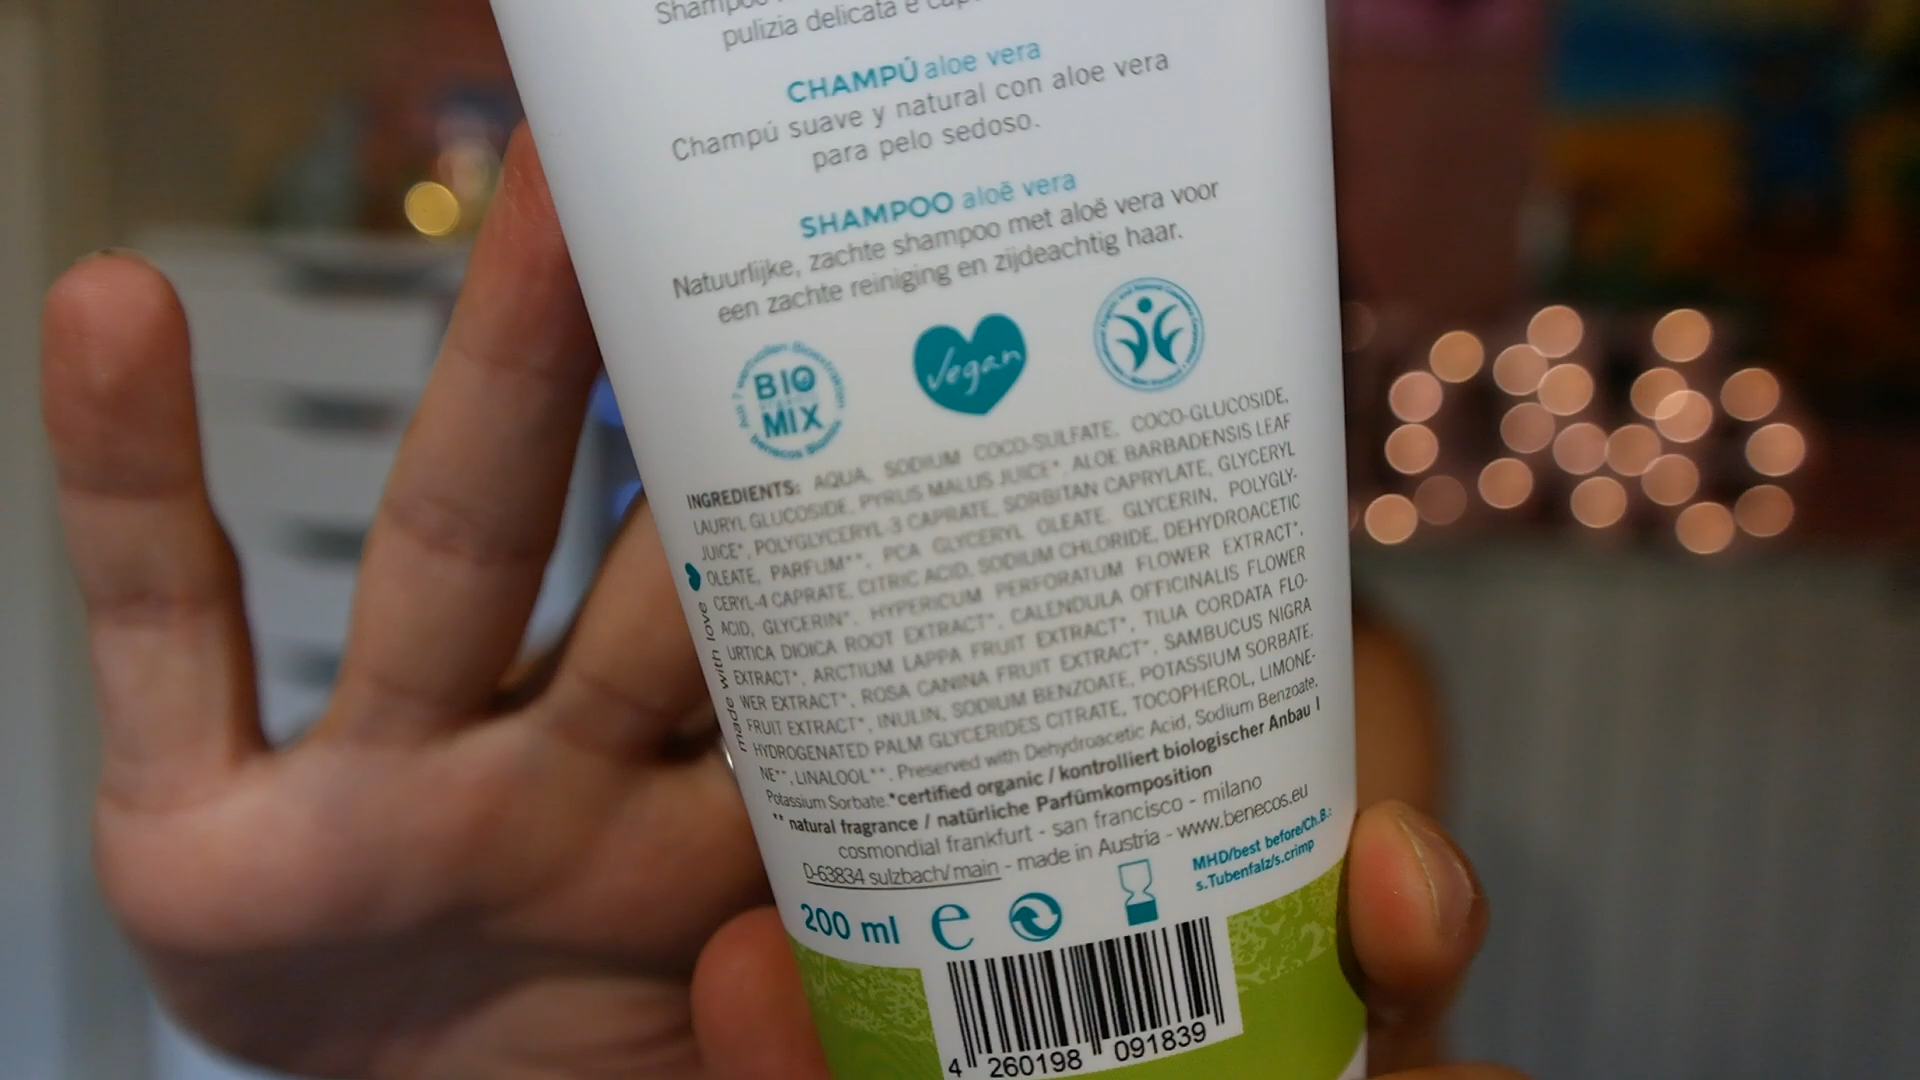 Shampoo
pulizia delicata e cap
CHAMPÚ aloe vera
Champú suave y natural con aloe vera
para pelo sedoso.
SHAMPOO aloë vera
Natuurlijke, zachte shampoo met aloë vera voor
een zachte reiniging en zijdeachtig haar.
BIO
MIX
benecos
vegan
made with love
INGREDIENTS: AQUA, SODIUM COCO-SULFATE, COCO-GLUCOSIDE,
LAURYL GLUCOSIDE, PYRUS MALUS JUICE*, ALOE BARBADENSIS LEAF
JUICE*, POLYGLYCERYL-3 CAPRATE, SORBITAN CAPRYLATE, GLYCERYL
OLEATE, PARFUM**, PCA GLYCERYL OLEATE, GLYCERIN, POLYGLY-
CERYL-4 CAPRATE, CITRIC ACID, SODIUM CHLORIDE, DEHYDROACETIC
ACID, GLYCERIN*, HYPERICUM PERFORATUM FLOWER EXTRACT*,
URTICA DIOICA ROOT EXTRACT*, CALENDULA OFFICINALIS FLOWER
EXTRACT*, ARCTIUM LAPPA FRUIT EXTRACT*, TILIA CORDATA FLO-
WER EXTRACT*, ROSA CANINA FRUIT EXTRACT*, SAMBUCUS NIGRA
FRUIT EXTRACT*, INULIN, SODIUM BENZOATE, POTASSIUM SORBATE,
HYDROGENATED PALM GLYCERIDES CITRATE, TOCOPHEROL, LIMONE-
NE**, LINALOOL**. Preserved with Dehydroacetic Acid, Sodium Benzoate,
Potassium Sorbate.*certified organic / kontrolliert biologischer Anbau I
** natural fragrance / natürliche Parfümkomposition
cosmondial frankfurt - san francisco - milano
D-63834 sulzbach/main - made in Austria - www.benecos.eu
200 ml e
MHD/best before/Ch.B.:
s.Tubenfalz/s.crimp
4 260198 091839